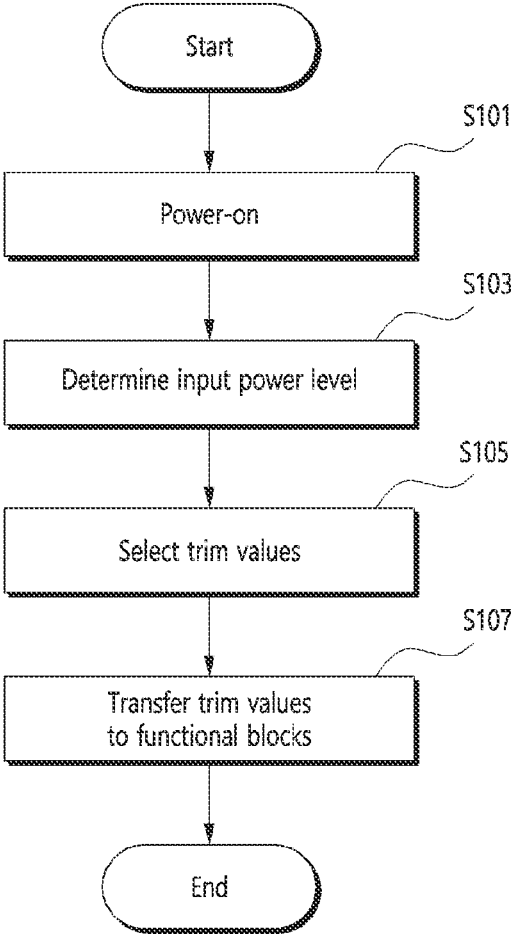 Start
S101
Power-on
S103
Determine input power level
S105
Select trim values
S107
Transfer trim values
to functional blocks
End